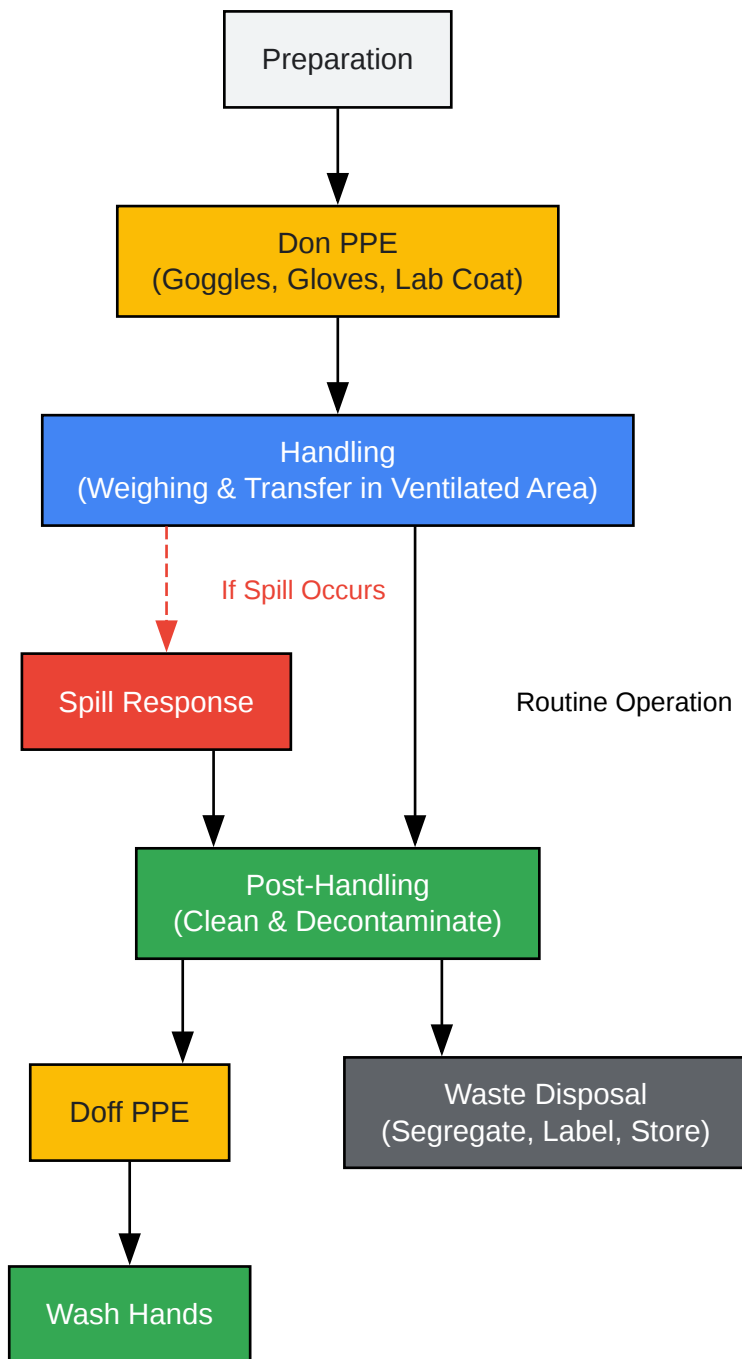 Preparation
Don PPE
(Goggles, Gloves, Lab Coat)
Handling
(Weighing & Transfer in Ventilated Area)
If Spill Occurs
Spill Response
Routine Operation
Post-Handling
(Clean & Decontaminate)
Doff PPE
Waste Disposal
(Segregate, Label, Store)
Wash Hands